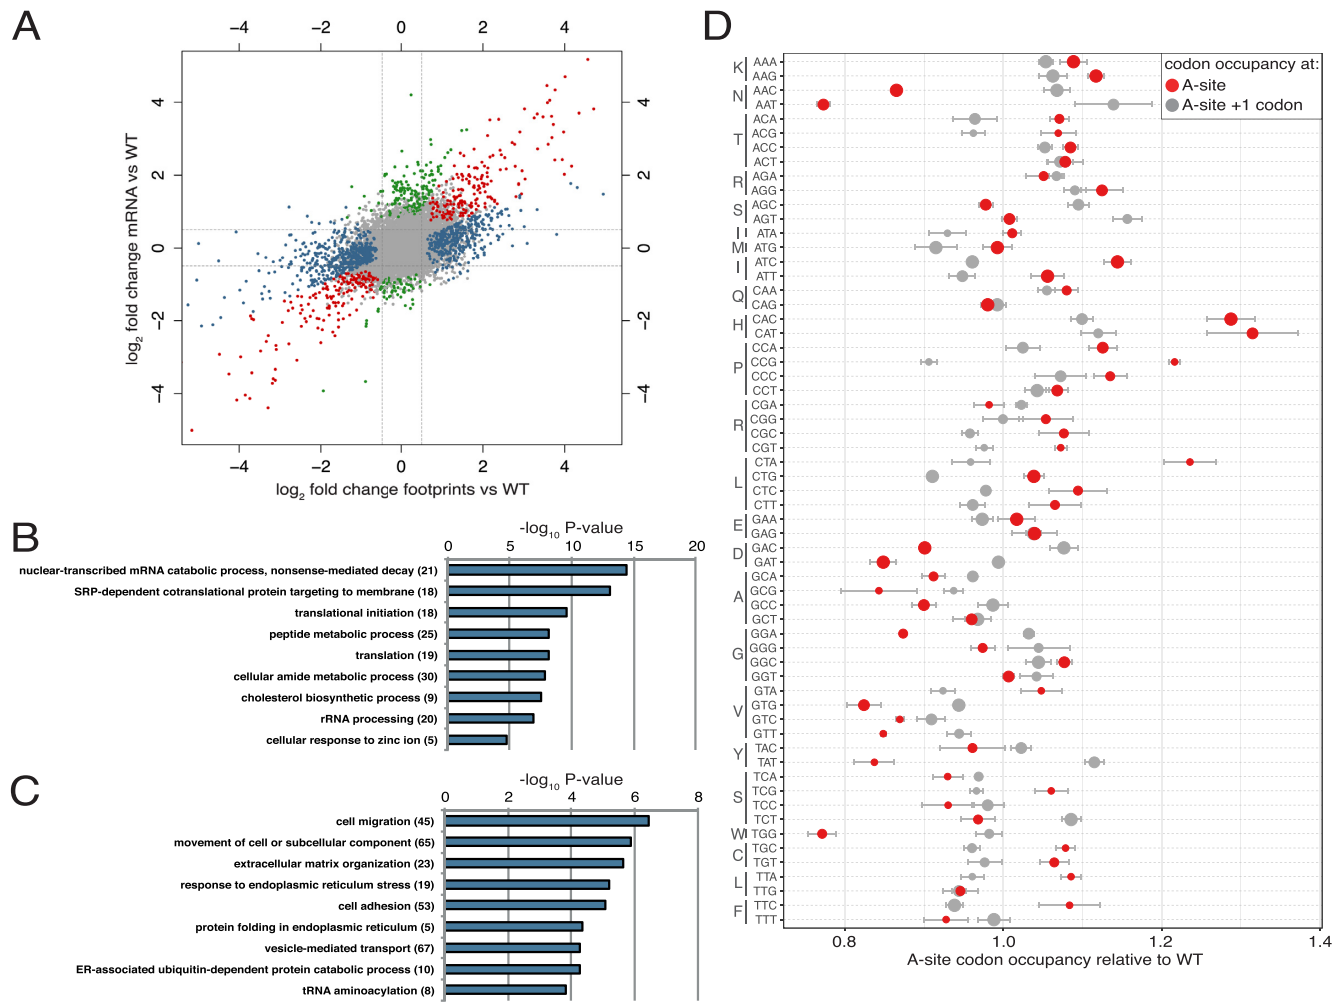 A
−4 −2 0 2 4
4
2
0
−2
−4
4
2
0
−2
−4
log2 fold change mRNA vs WT
−4 −2 0 2 4
log2 fold change footprints vs WT
B
-log10 P-value
0 5 10 15 20
nuclear-transcribed mRNA catabolic process, nonsense-mediated decay (21)
SRP-dependent cotranslational protein targeting to membrane (18)
translational initiation (18)
peptide metabolic process (25)
translation (19)
cellular amide metabolic process (30)
cholesterol biosynthetic process (9)
rRNA processing (20)
cellular response to zinc ion (5)
C
-log10 P-value
0 2 4 6 8
cell migration (45)
movement of cell or subcellular component (65)
extracellular matrix organization (23)
response to endoplasmic reticulum stress (19)
cell adhesion (53)
protein folding in endoplasmic reticulum (5)
vesicle-mediated transport (67)
ER-associated ubiquitin-dependent protein catabolic process (10)
tRNA aminoacylation (8)
D
codon occupancy at:
A-site
A-site +1 codon
K
AAA
AAG
N
AAC
AAT
T
ACA
ACG
ACC
ACT
R
AGA
AGG
S
AGC
AGT
I
ATA
M
ATG
I
ATC
ATT
Q
CAA
CAG
H
CAC
CAT
P
CCA
CCG
CCC
CCT
R
CGA
CGG
CGC
CGT
L
CTA
CTG
CTC
CTT
E
GAA
GAG
D
GAC
GAT
A
GCA
GCG
GCC
GCT
G
GGA
GGG
GGC
GGT
V
GTA
GTG
GTC
GTT
Y
TAC
TAT
S
TCA
TCG
TCC
TCT
W
TGG
C
TGC
TGT
L
TTA
TTG
F
TTC
TTT
0.8 1.0 1.2 1.4
A-site codon occupancy relative to WT